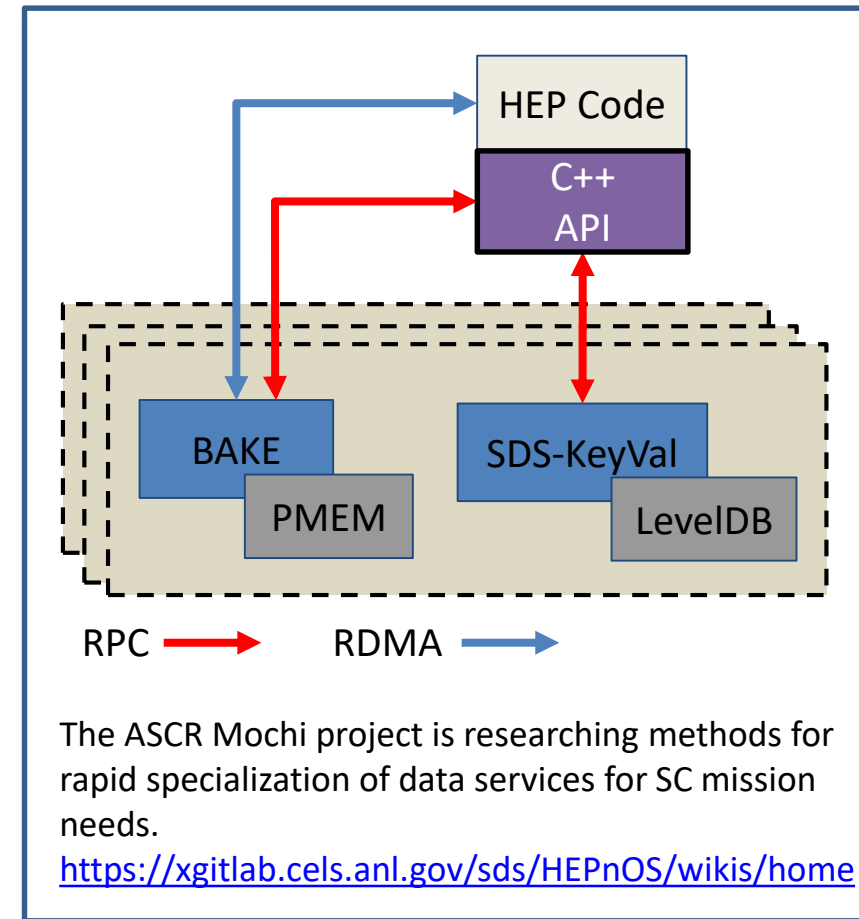 HEP Code
C++
API
BAKE
SDS-KeyVal
PMEM
LevelDB
RPC
RDMA
The ASCR Mochi project is researching methods for
rapid specialization of data services for SC mission
needs.
https://xgitlab.cels.anl.gov/sds/HEPnOS/wikis/home